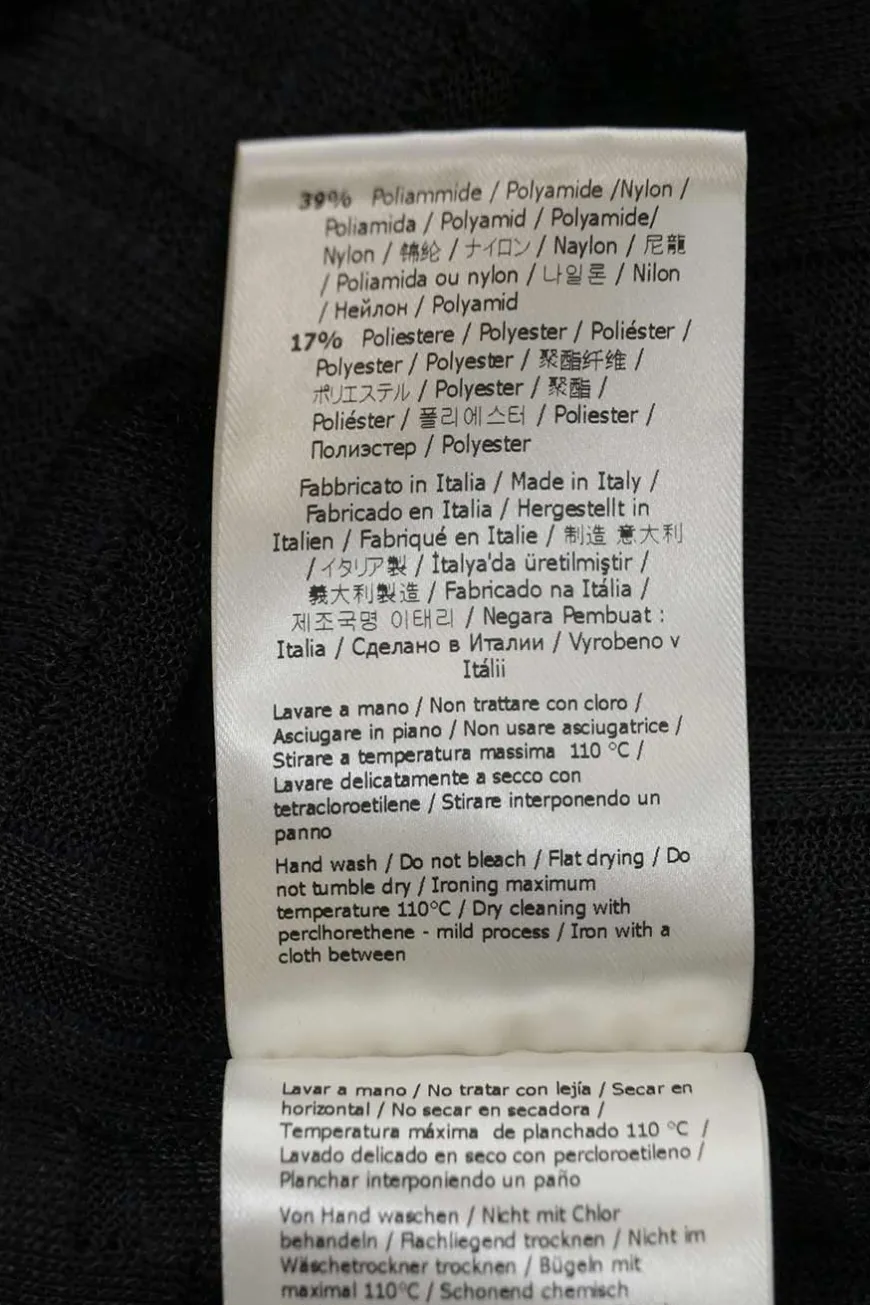 39% Poliammide / Polyamide /Nylon /
Poliamida / Polyamid / Polyamide/
Nylon / 锦纶 / ナイロン / Naylon / 尼龍
/ Poliamida ou nylon / 나일론 / Nilon
/ Нейлон / Polyamid
17% Poliestere / Polyester / Poliéster /
Polyester / Polyester / 聚酯纤维 /
ポリエステル / Polyester / 聚酯 /
Poliéster / 폴리에스터 / Poliester /
Полиэстер / Polyester
Fabbricato in Italia / Made in Italy /
Fabricado en Italia / Hergestellt in
Italien / Fabriqué en Italie / 制造 意大利
/ イタリア製 / İtalya'da üretilmiştir /
義大利製造 / Fabricado na Itália /
제조국명 이태리 / Negara Pembuat :
Italia / Сделано в Италии / Vyrobeno v
Itálii
Lavare a mano / Non trattare con cloro /
Asciugare in piano / Non usare asciugatrice /
Stirare a temperatura massima 110 °C /
Lavare delicatamente a secco con
tetracloroetilene / Stirare interponendo un
panno
Hand wash / Do not bleach / Flat drying / Do
not tumble dry / Ironing maximum
temperature 110°C / Dry cleaning with
perclhorethene - mild process / Iron with a
cloth between
Lavar a mano / No tratar con lejía / Secar en
horizontal / No secar en secadora /
Temperatura máxima de planchado 110 °C /
Lavado delicado en seco con percloroetileno /
Planchar interponiendo un paño
Von Hand waschen / Nicht mit Chlor
behandeln / Flachliegend trocknen / Nicht im
Wäschetrockner trocknen / Bügeln mit
maximal 110°C / Schonend chemisch